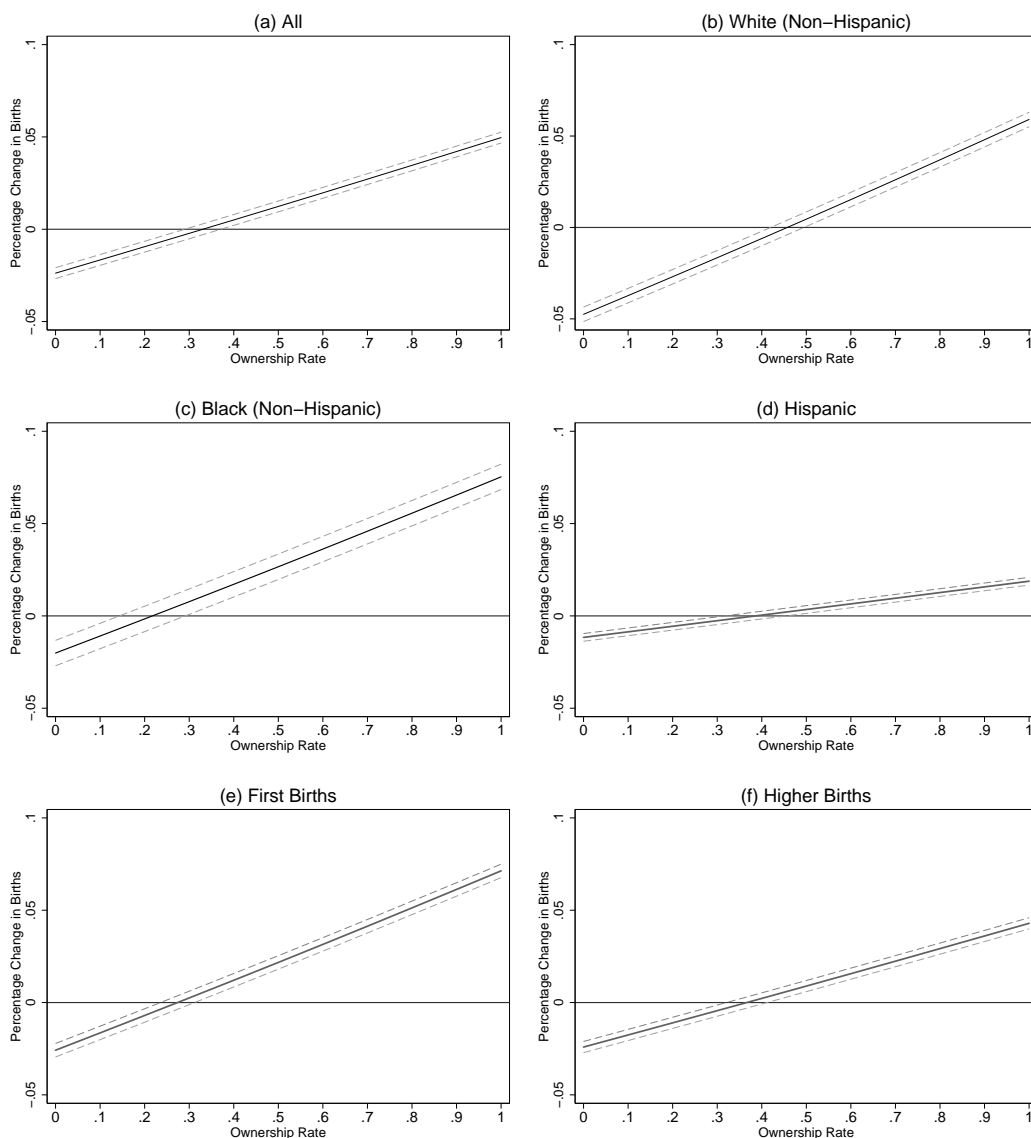 (a) All
Percentage Change in Births
.1
.05
0
−.05
0 .1 .2 .3 .4 .5 .6 .7 .8 .9 1
Ownership Rate
(b) White (Non−Hispanic)
Percentage Change in Births
.1
.05
0
−.05
0 .1 .2 .3 .4 .5 .6 .7 .8 .9 1
Ownership Rate
(c) Black (Non−Hispanic)
Percentage Change in Births
.1
.05
0
−.05
0 .1 .2 .3 .4 .5 .6 .7 .8 .9 1
Ownership Rate
(d) Hispanic
Percentage Change in Births
.1
.05
0
−.05
0 .1 .2 .3 .4 .5 .6 .7 .8 .9 1
Ownership Rate
(e) First Births
Percentage Change in Births
.1
.05
0
−.05
0 .1 .2 .3 .4 .5 .6 .7 .8 .9 1
Ownership Rate
(f) Higher Births
Percentage Change in Births
.1
.05
0
−.05
0 .1 .2 .3 .4 .5 .6 .7 .8 .9 1
Ownership Rate